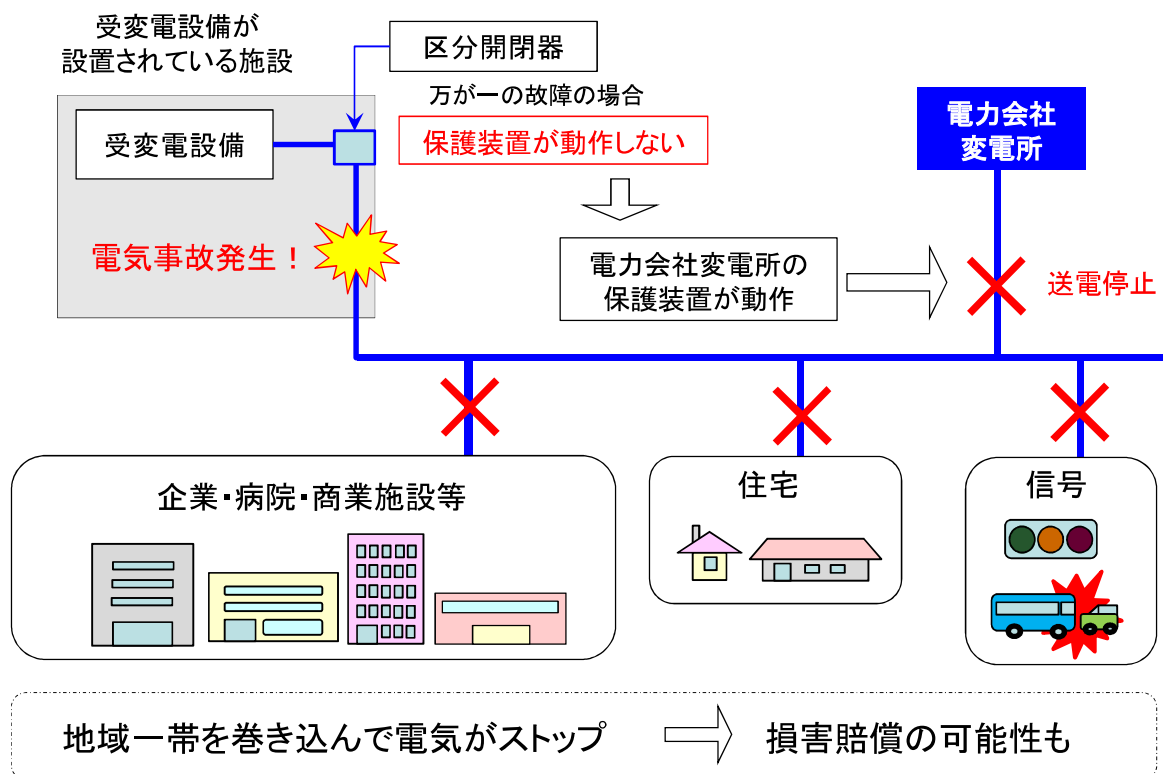 受変電設備が
設置されている施設
区分開閉器
万が一の故障の場合
保護装置が動作しない
受変電設備
電力会社
変電所
電気事故発生！
電力会社変電所の
保護装置が動作
送電停止
企業・病院・商業施設等
住宅
信号
地域一帯を巻き込んで電気がストップ
損害賠償の可能性も